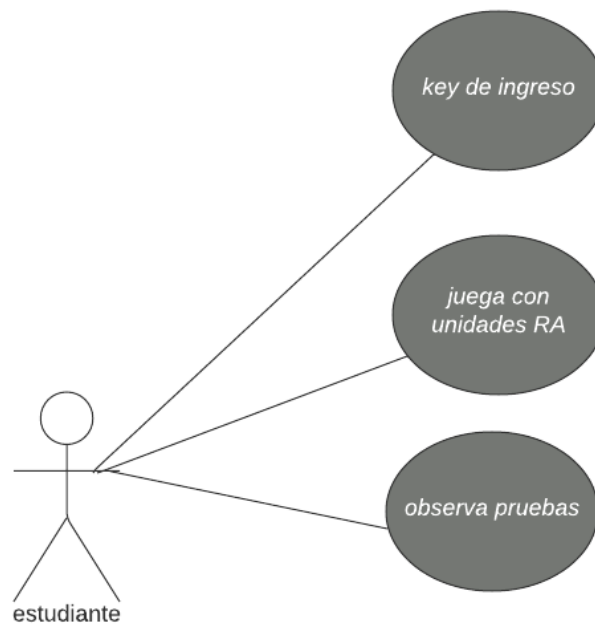 key de ingreso
juega con
unidades RA
observa pruebas
estudiante